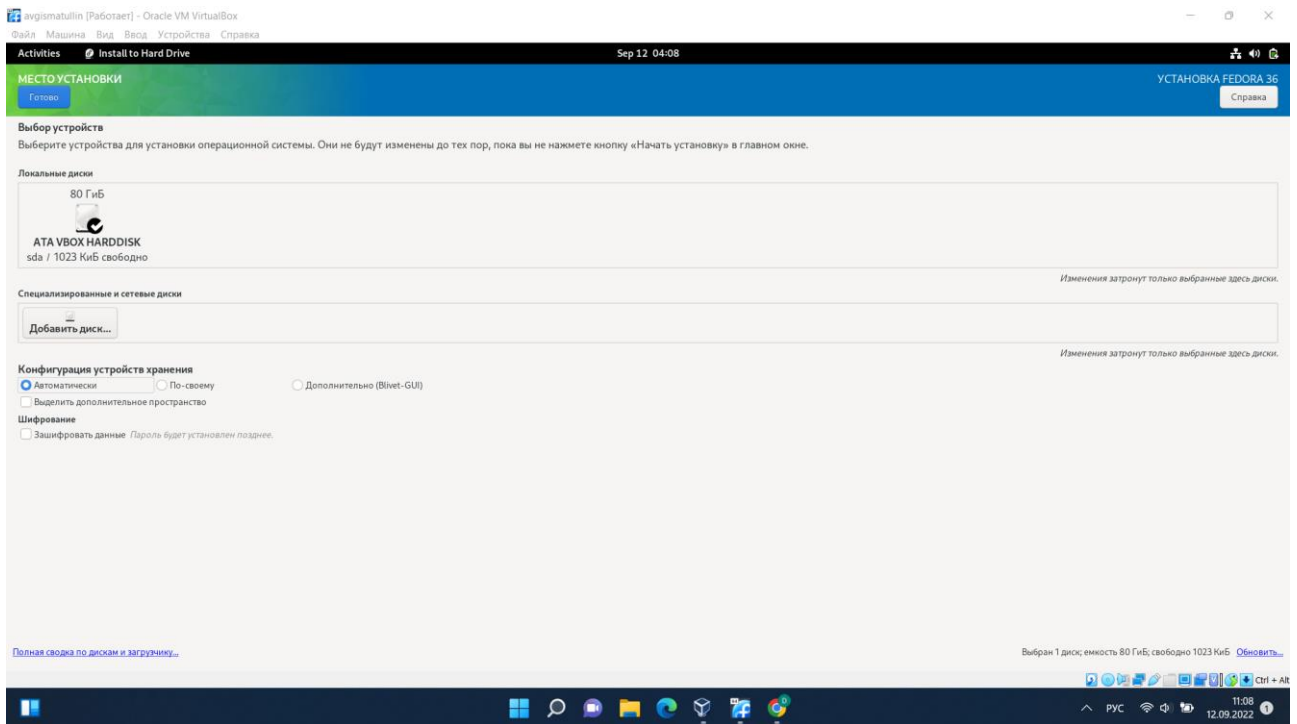 avgismatullin [Работает] - Oracle VM VirtualBox
Файл Машина Вид Ввод Устройства Справка
Activities Install to Hard Drive Sep 12 04:08
МЕСТО УСТАНОВКИ УСТАНОВКА FEDORA 36
Готово Справка
Выбор устройств
Выберите устройства для установки операционной системы. Они не будут изменены до тех пор, пока вы не нажмете кнопку «Начать установку» в главном окне.
Локальные диски
80 ГиБ
ATA VBOX HARDDISK
sda / 1023 КиБ свободно
Изменения затронут только выбранные здесь диски.
Специализированные и сетевые диски
Добавить диск...
Изменения затронут только выбранные здесь диски.
Конфигурация устройств хранения
Автоматически По-своему Дополнительно (Blivet-GUI)
Выделить дополнительное пространство
Шифрование
Зашифровать данные Пароль будет установлен позднее.
Полная сводка по дискам и загрузчику... Выбран 1 диск; емкость 80 ГиБ; свободно 1023 КиБ Обновить...
Ctrl + Alt
РУС 11:08
12.09.2022 1